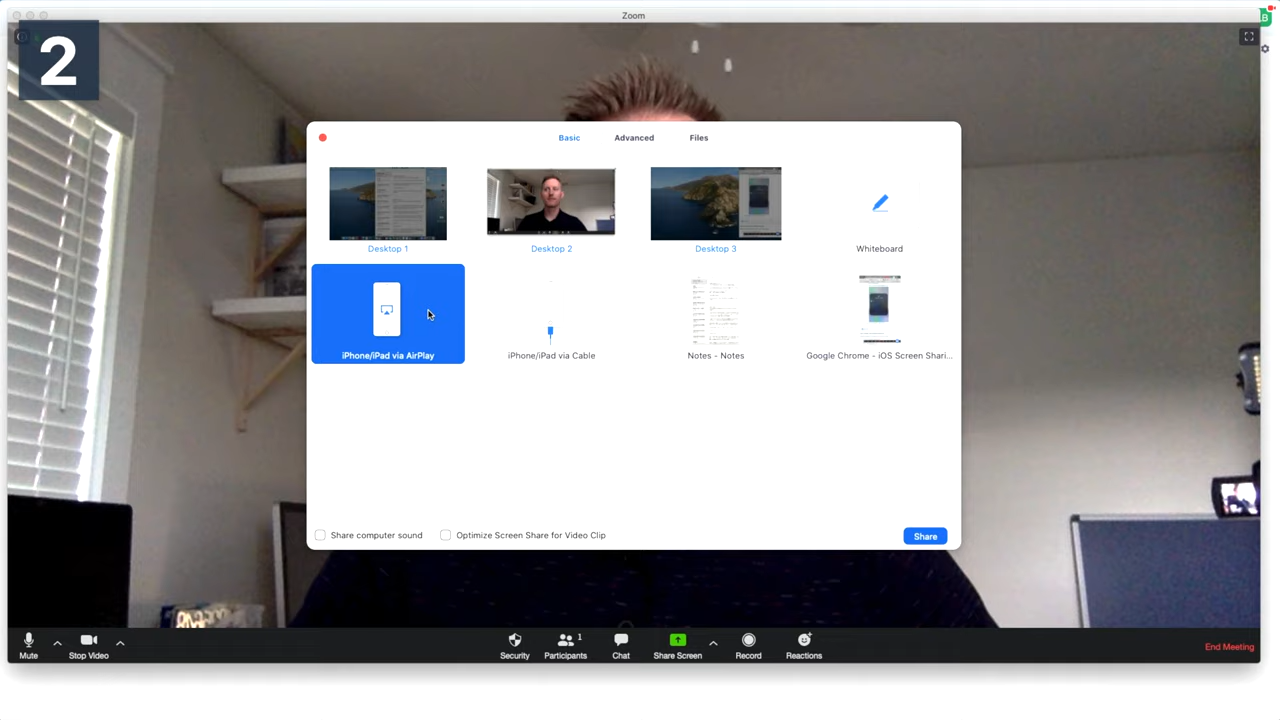 Zoom
B
2
Basic Advanced Files
Desktop 1 Desktop 2 Desktop 3 Whiteboard
iPhone/iPad via AirPlay iPhone/iPad via Cable Notes - Notes Google Chrome - iOS Screen Shari...
Share computer sound Optimize Screen Share for Video Clip Share
1
Mute Stop Video Security Participants Chat Share Screen Record Reactions End Meeting